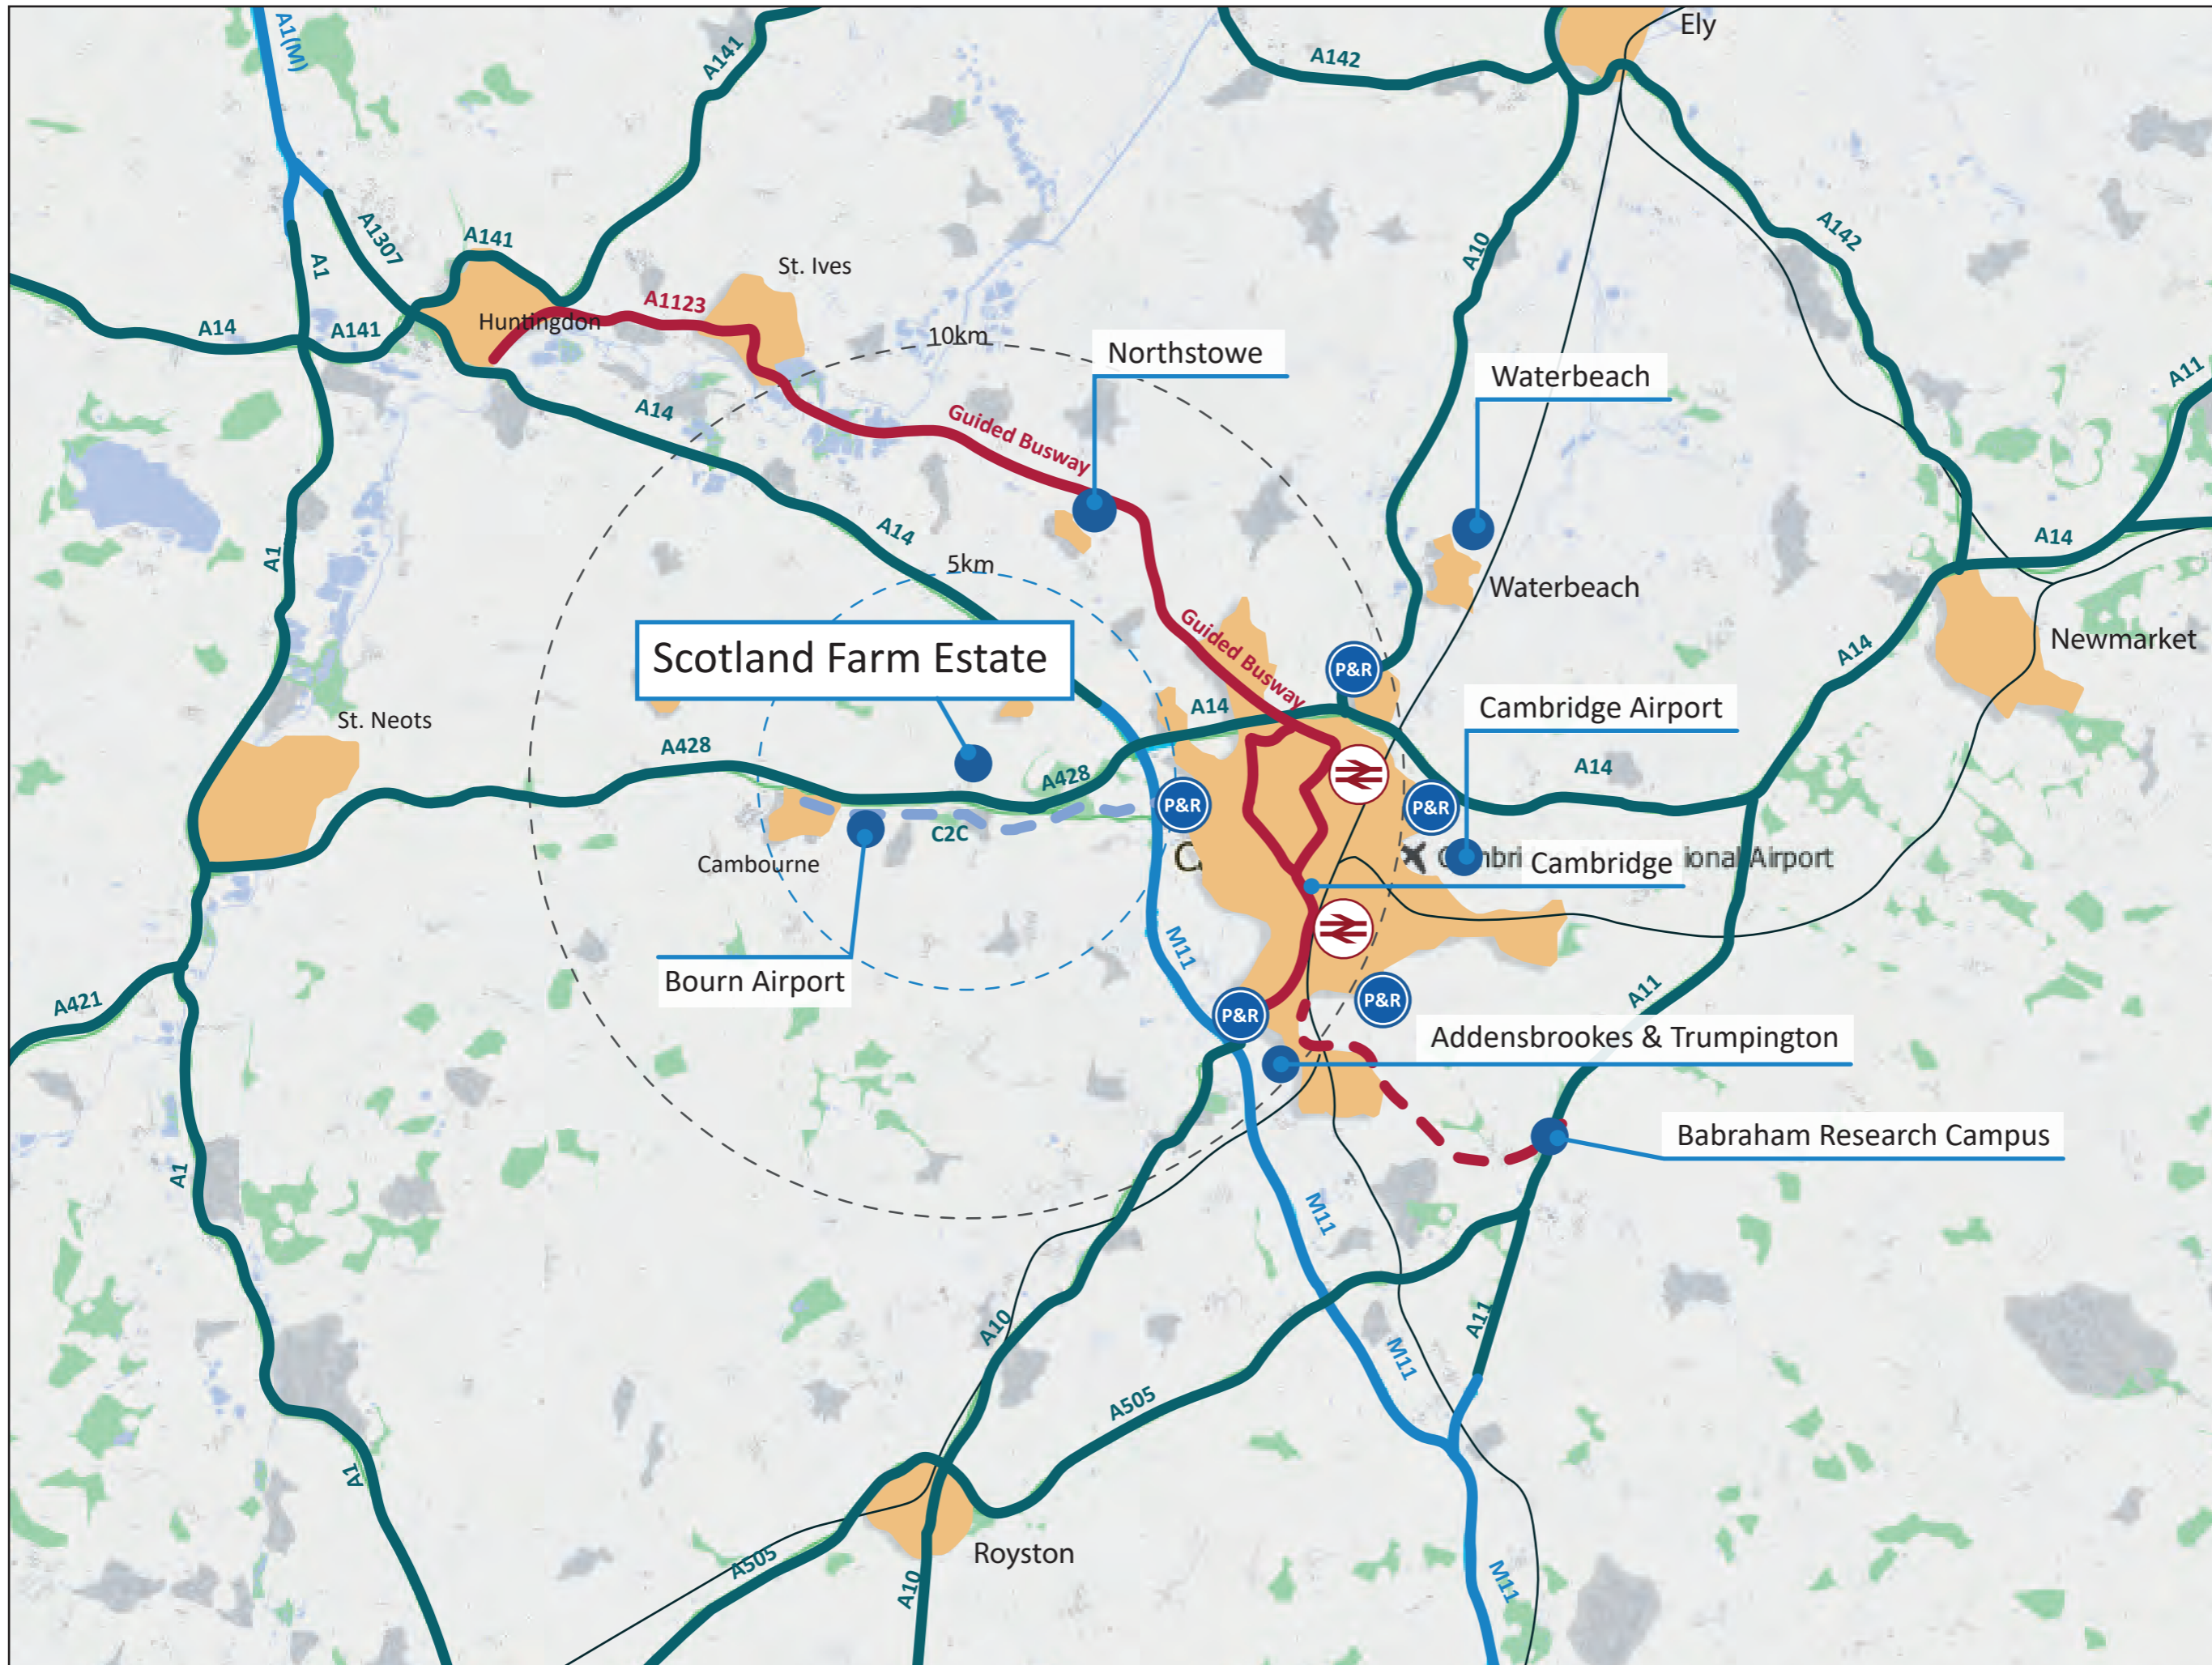 Ely
A1(M)
A141
A142
A1307
A141
A10
A142
A1
St. Ives
A1123
Huntingdon
A14
A141
10km
Northstowe
Waterbeach
A11
A14
Guided Busway
A14
A14
A1
5km
Waterbeach
Guided Busway
Newmarket
Scotland Farm Estate
P&R
A14
St. Neots
A14
Cambridge Airport
A428
A428
A14
P&R
P&R
C2C
Cambourne
Cambridge
ional Airport
M11
Bourn Airport
A421
A11
P&R
P&R
Addensbrookes & Trumpington
Babraham Research Campus
A1
M11
A10
A11
M11
A505
A1
Royston
A505
A10
M11